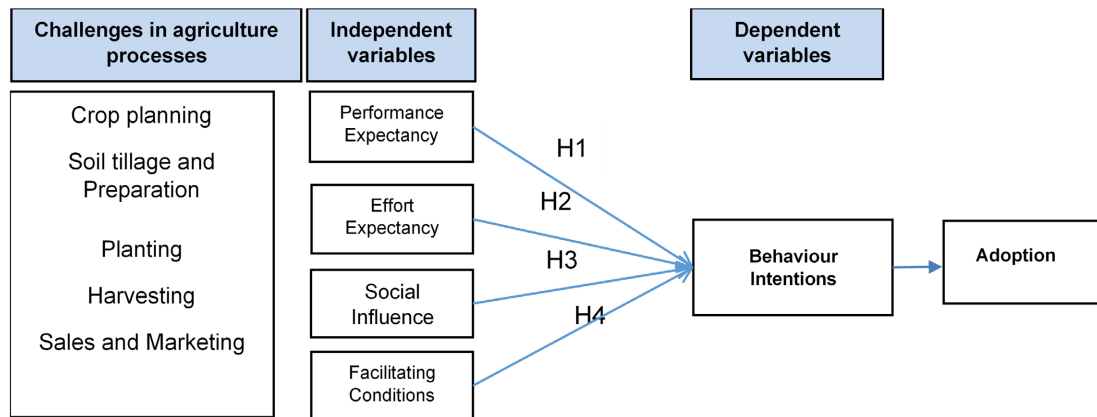 Challenges in agriculture
processes
Independent
variables
Dependent
variables
Crop planning
Soil tillage and
Preparation
Planting
Harvesting
Sales and Marketing
Performance
Expectancy
Effort
Expectancy
Social
Influence
Facilitating
Conditions
H1
H2
H3
H4
Behaviour
Intentions
Adoption